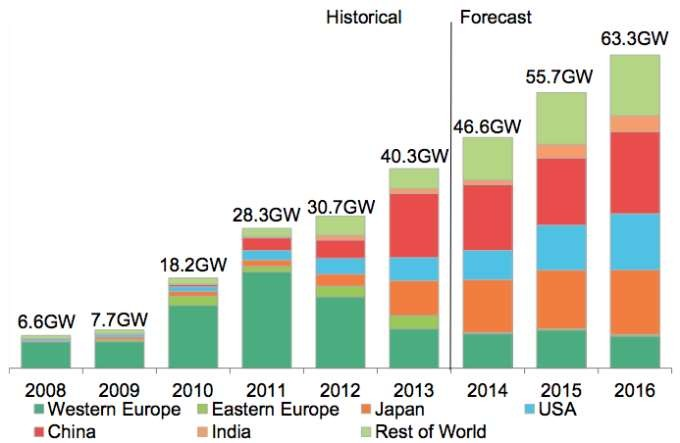 Historical Forecast
63.3GW
55.7GW
46.6GW
40.3GW
30.7GW
28.3GW
18.2GW
7.7GW
6.6GW
2008 2009 2010 2011 2012 2013 2014 2015 2016
Western Europe Eastern Europe Japan USA
China India Rest of World